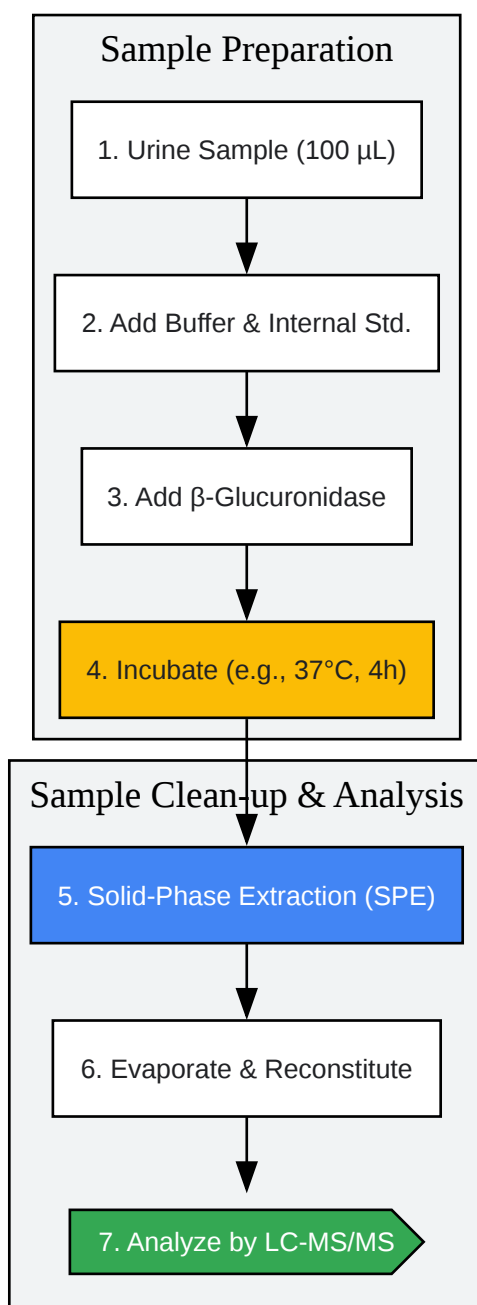 Sample Preparation
1. Urine Sample (100 µL)
2. Add Buffer & Internal Std.
3. Add β-Glucuronidase
4. Incubate (e.g., 37°C, 4h)
Sample Clean-up & Analysis
5. Solid-Phase Extraction (SPE)
6. Evaporate & Reconstitute
7. Analyze by LC-MS/MS